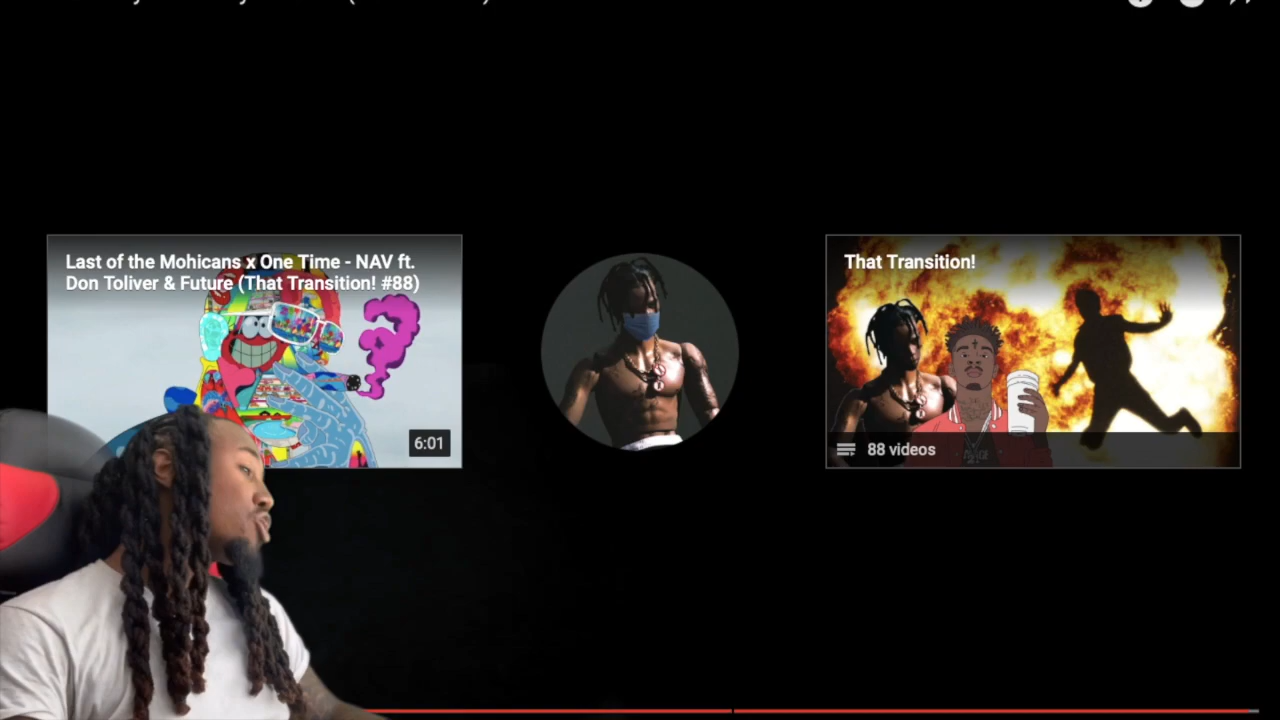 Last of the Mohicans x One Time - NAV ft.
Don Toliver & Future (That Transition! #88)
6:01
That Transition!
88 videos